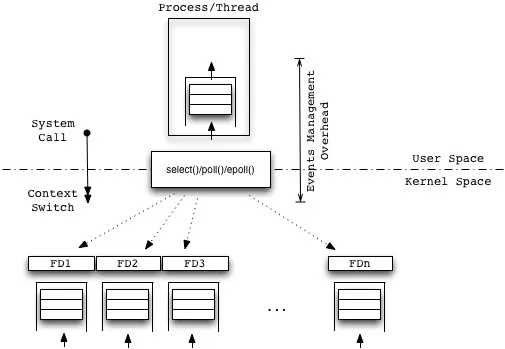 Process/Thread
System
Call
Events Management
Overhead
select()/poll()/epoll()
User Space
Kernel Space
Context
Switch
FD1
FD2
FD3
FDn
...